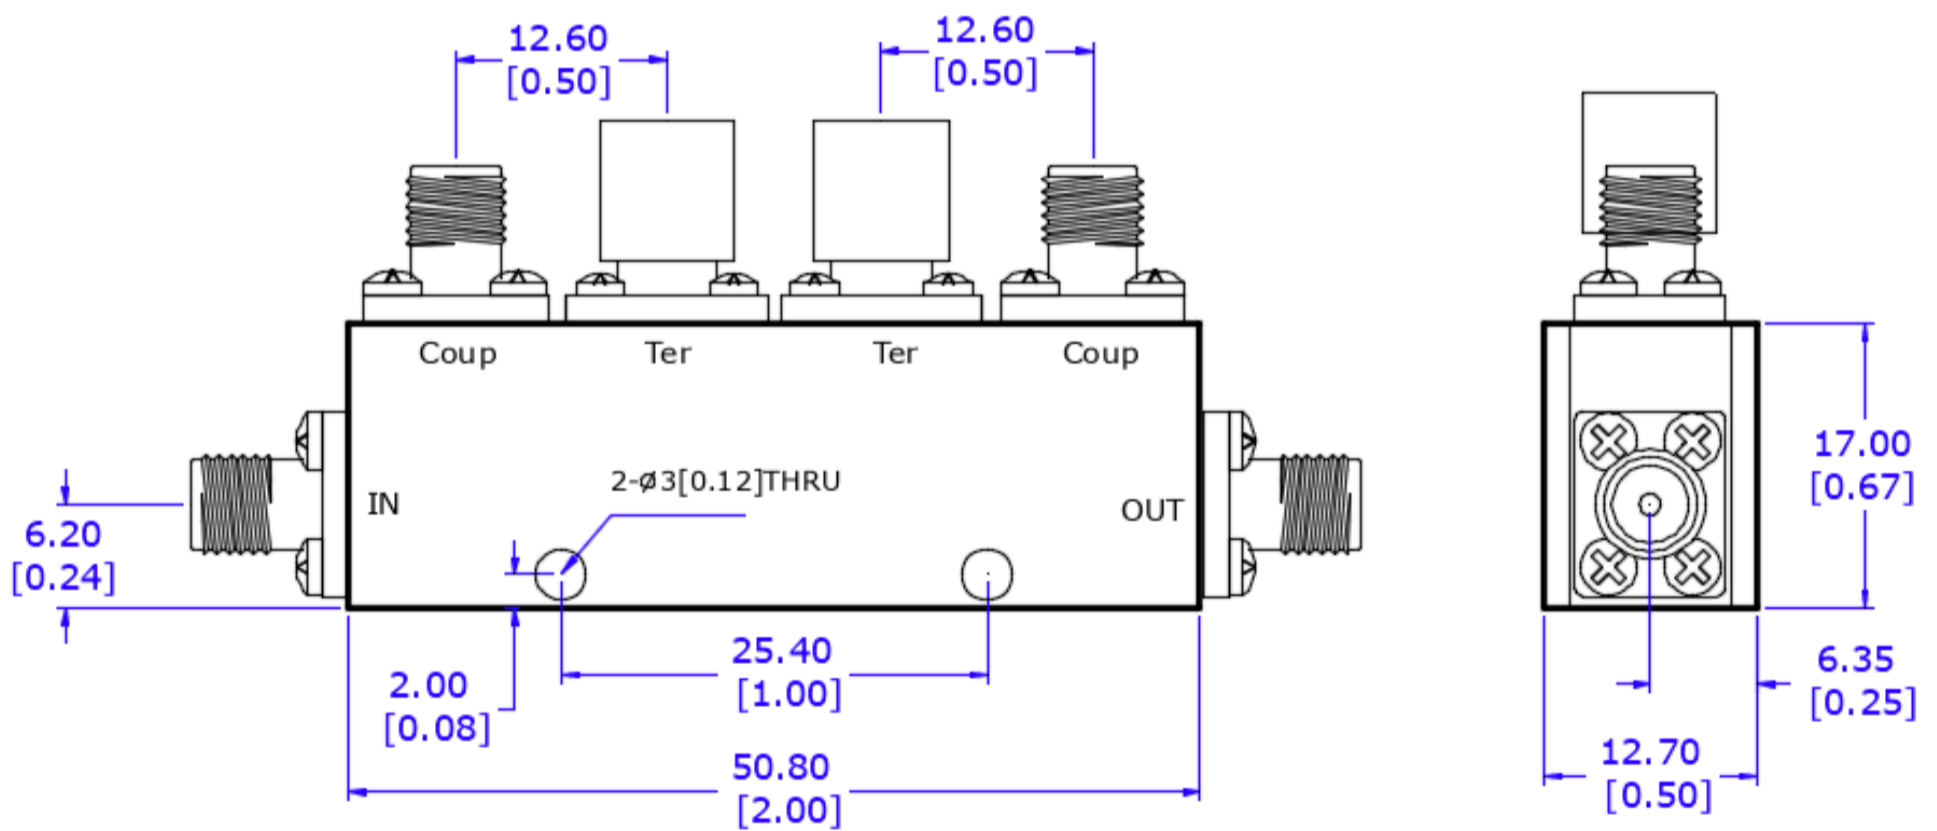 12.60
[0.50]
12.60
[0.50]
Coup
Ter
Ter
Coup
2-ø3[0.12]THRU
IN
OUT
6.20
[0.24]
17.00
[0.67]
2.00
[0.08]
25.40
[1.00]
6.35
[0.25]
50.80
[2.00]
12.70
[0.50]